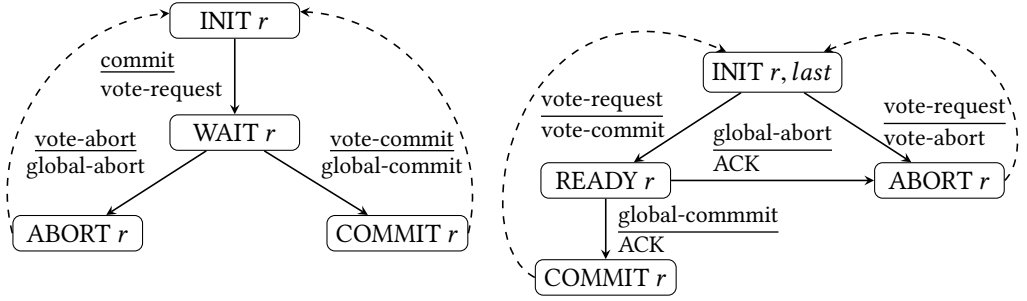 INIT r
commit
vote-request
WAIT r
vote-abort
global-abort
vote-commit
global-commit
ABORT r
COMMIT r
INIT r, last
vote-request
vote-commit
vote-request
vote-abort
global-abort
ACK
READY r
ABORT r
global-commmit
ACK
COMMIT r